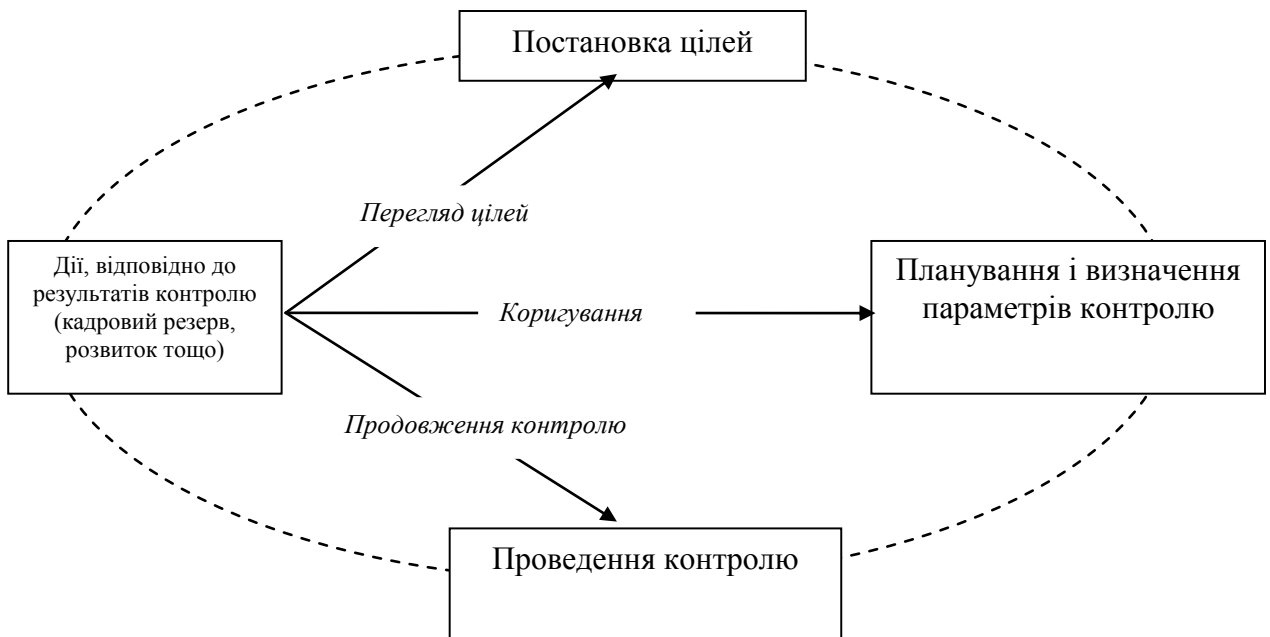 Постановка цілей
Перегляд цілей
Дії, відповідно до
результатів контролю
(кадровий резерв,
розвиток тощо)
Коригування
Планування і визначення
параметрів контролю
Продовження контролю
Проведення контролю